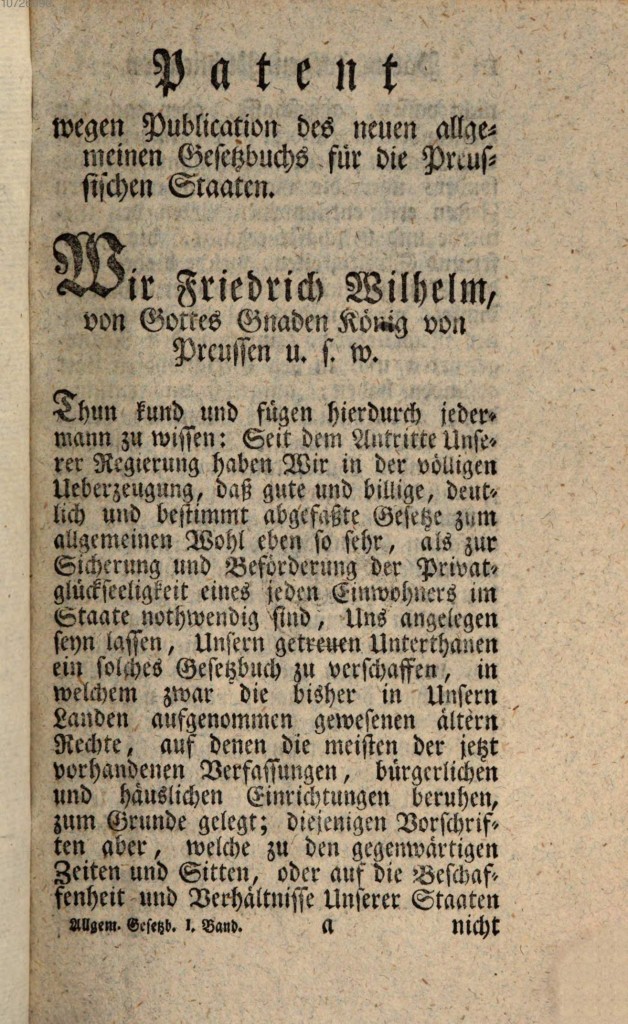 Patent
wegen Publication des neuen allge-
meinen Gesetzbuchs für die Preus-
sischen Staaten.
Wir Friedrich Wilhelm,
von Gottes Gnaden König von
Preussen u. s. w.
Thun kund und fügen hierdurch jeder-
mann zu wissen: Seit dem Antritte Unse-
rer Regierung haben Wir in der völligen
Ueberzeugung, daß gute und billige, deut-
lich und bestimmt abgefaßte Gesetze zum
allgemeinen Wohl eben so sehr, als zur
Sicherung und Beförderung der Privat-
glückseeligkeit eines jeden Einwohners im
Staate nothwendig sind, Uns angelegen
seyn lassen, Unsern getreuen Unterthanen
ein solches Gesetzbuch zu verschaffen, in
welchem zwar die bisher in Unsern
Landen aufgenommen gewesenen ältern
Rechte, auf denen die meisten der jetzt
vorhandenen Verfassungen, bürgerlichen
und häuslichen Einrichtungen beruhen,
zum Grunde gelegt; diejenigen Vorschrif-
ten aber, welche zu den gegenwärtigen
Zeiten und Sitten, oder auf die Beschaf-
fenheit und Verhältnisse Unserer Staaten
Allgem. Gesetzb. I. Band. a nicht